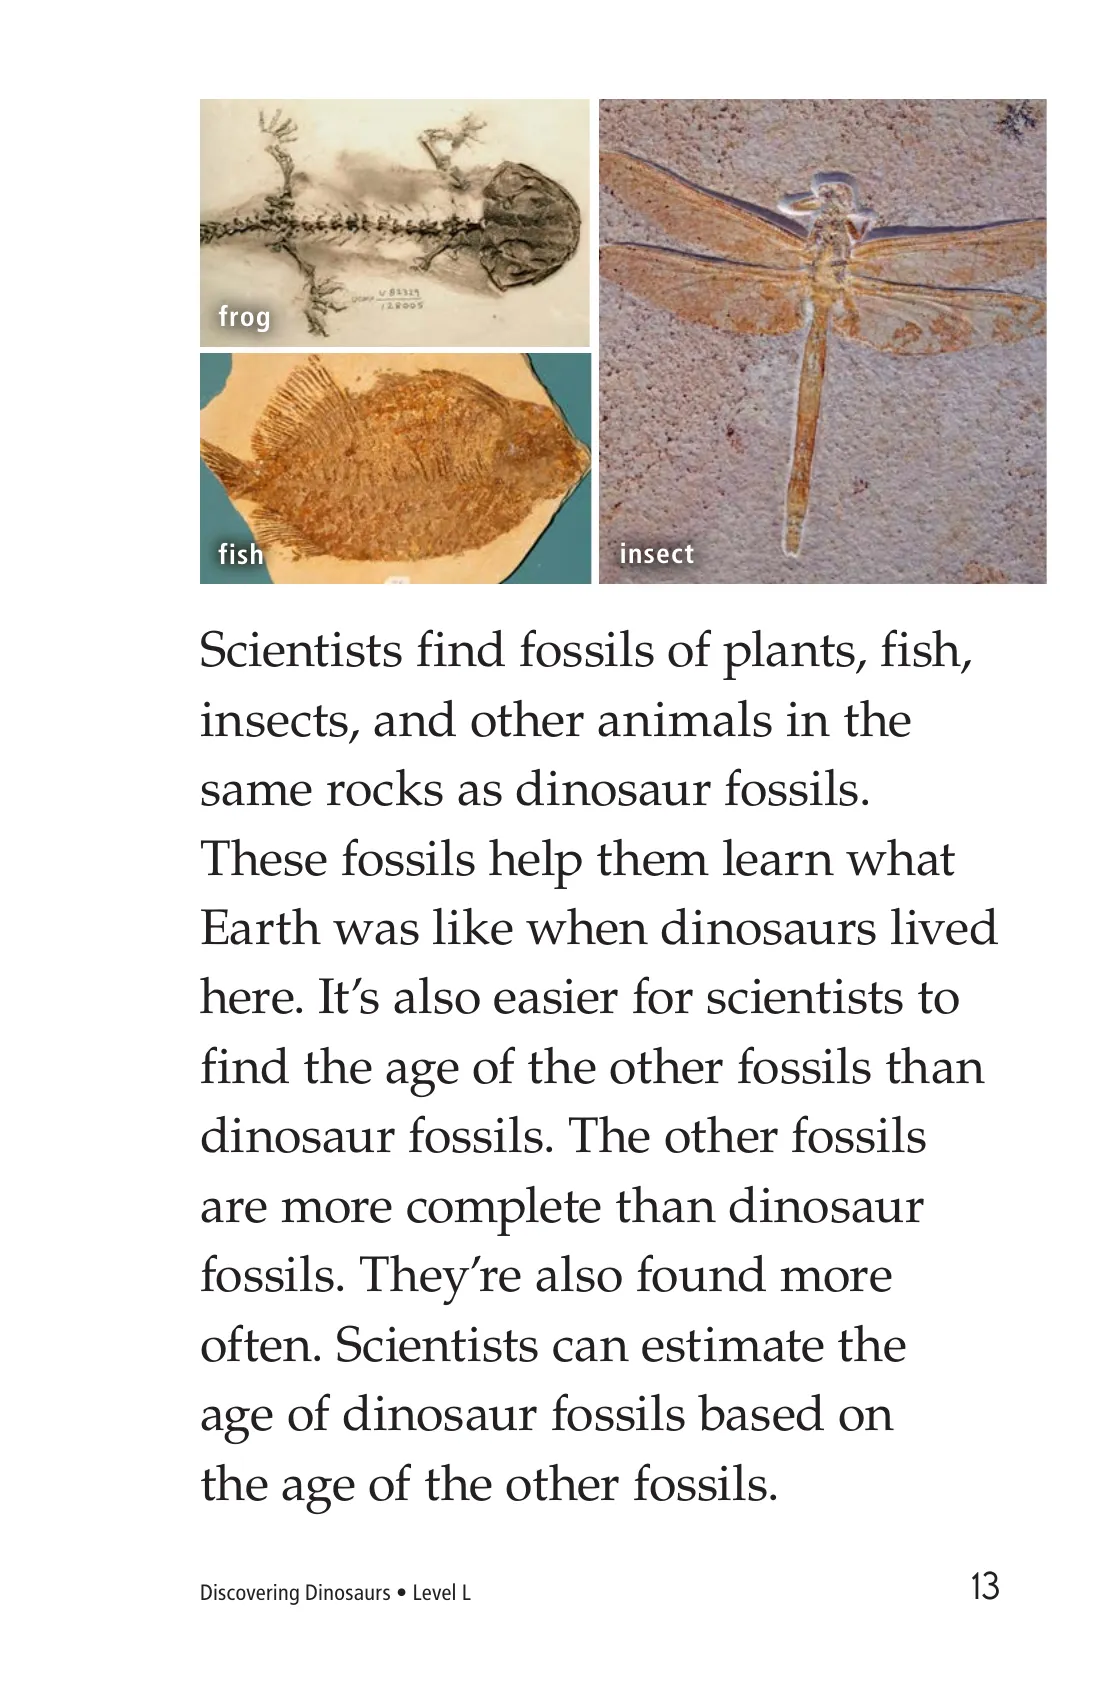 frog
UCMP V82329
128005
fish
insect
Scientists find fossils of plants, fish,
insects, and other animals in the
same rocks as dinosaur fossils.
These fossils help them learn what
Earth was like when dinosaurs lived
here. It’s also easier for scientists to
find the age of the other fossils than
dinosaur fossils. The other fossils
are more complete than dinosaur
fossils. They’re also found more
often. Scientists can estimate the
age of dinosaur fossils based on
the age of the other fossils.
Discovering Dinosaurs • Level L
13